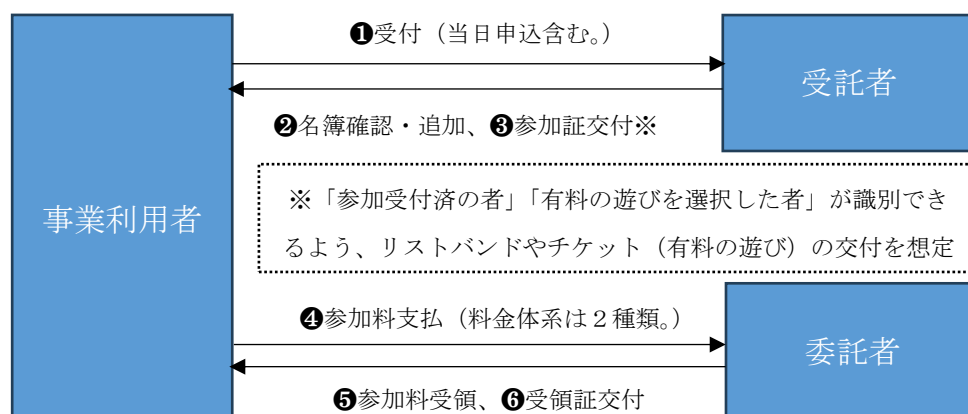 ❶受付（当日申込含む。）
受託者
❷名簿確認・追加、❸参加証交付※
事業利用者
※「参加受付済の者」「有料の遊びを選択した者」が識別でき
るよう、リストバンドやチケット（有料の遊び）の交付を想定
❹参加料支払（料金体系は２種類。）
委託者
❺参加料受領、❻受領証交付